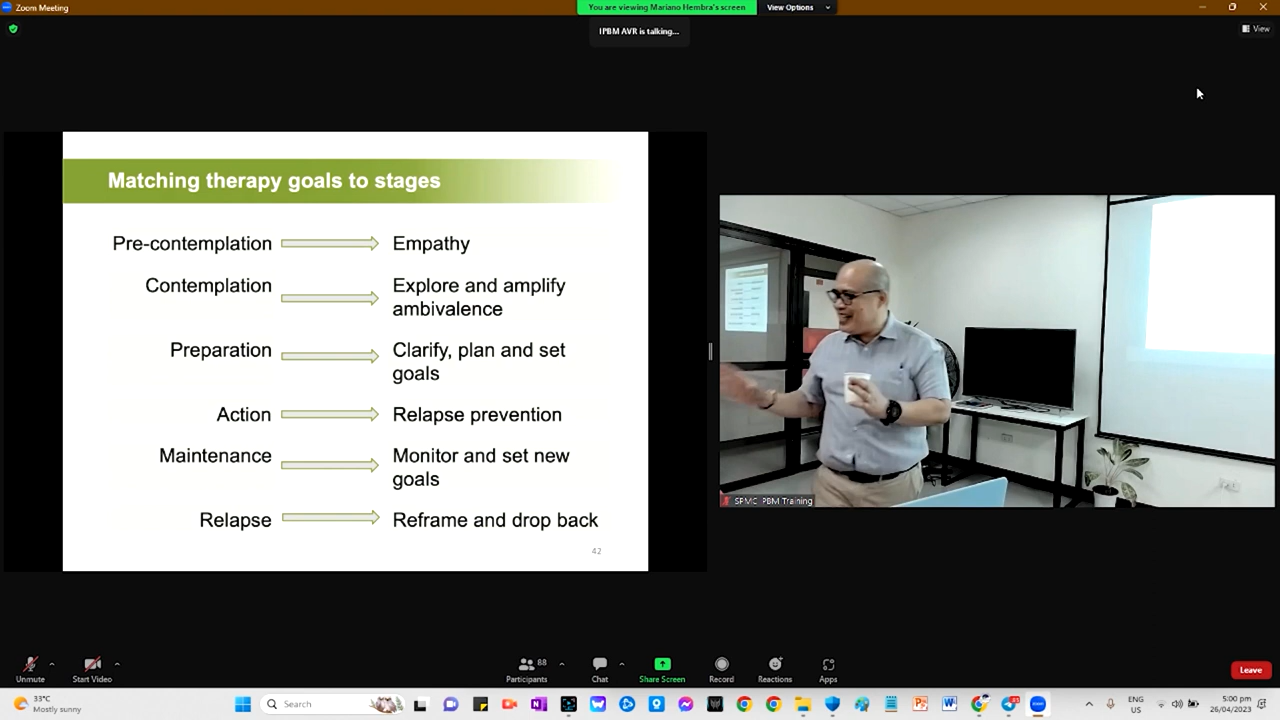 Zoom Meeting
You are viewing Mariano Hembra's screen
View Options
IPBM AVR is talking...
View
Matching therapy goals to stages
Pre-contemplation
Empathy
Contemplation
Explore and amplify
ambivalence
Preparation
Clarify, plan and set
goals
Action
Relapse prevention
Maintenance
Monitor and set new
goals
Relapse
Reframe and drop back
42
SPMC IPBM Training
Unmute
Start Video
88
Participants
Chat
Share Screen
Record
Reactions
Apps
Leave
33°C
Mostly sunny
Search
ENG
US
5:00 pm
26/04/2023